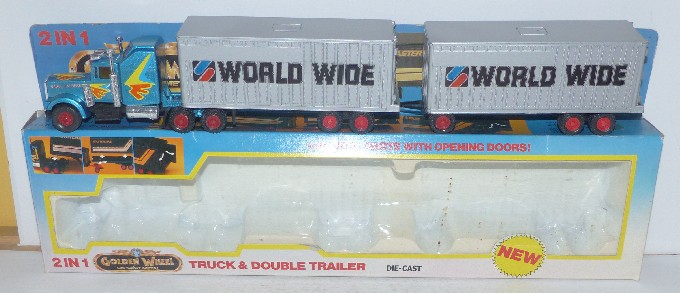 2 IN 1
WORLD WIDE
WORLD WIDE
WITH OPENING DOORS!
NEW
2 IN 1
GOLDEN WHEEL
TRUCK & DOUBLE TRAILER
DIE-CAST